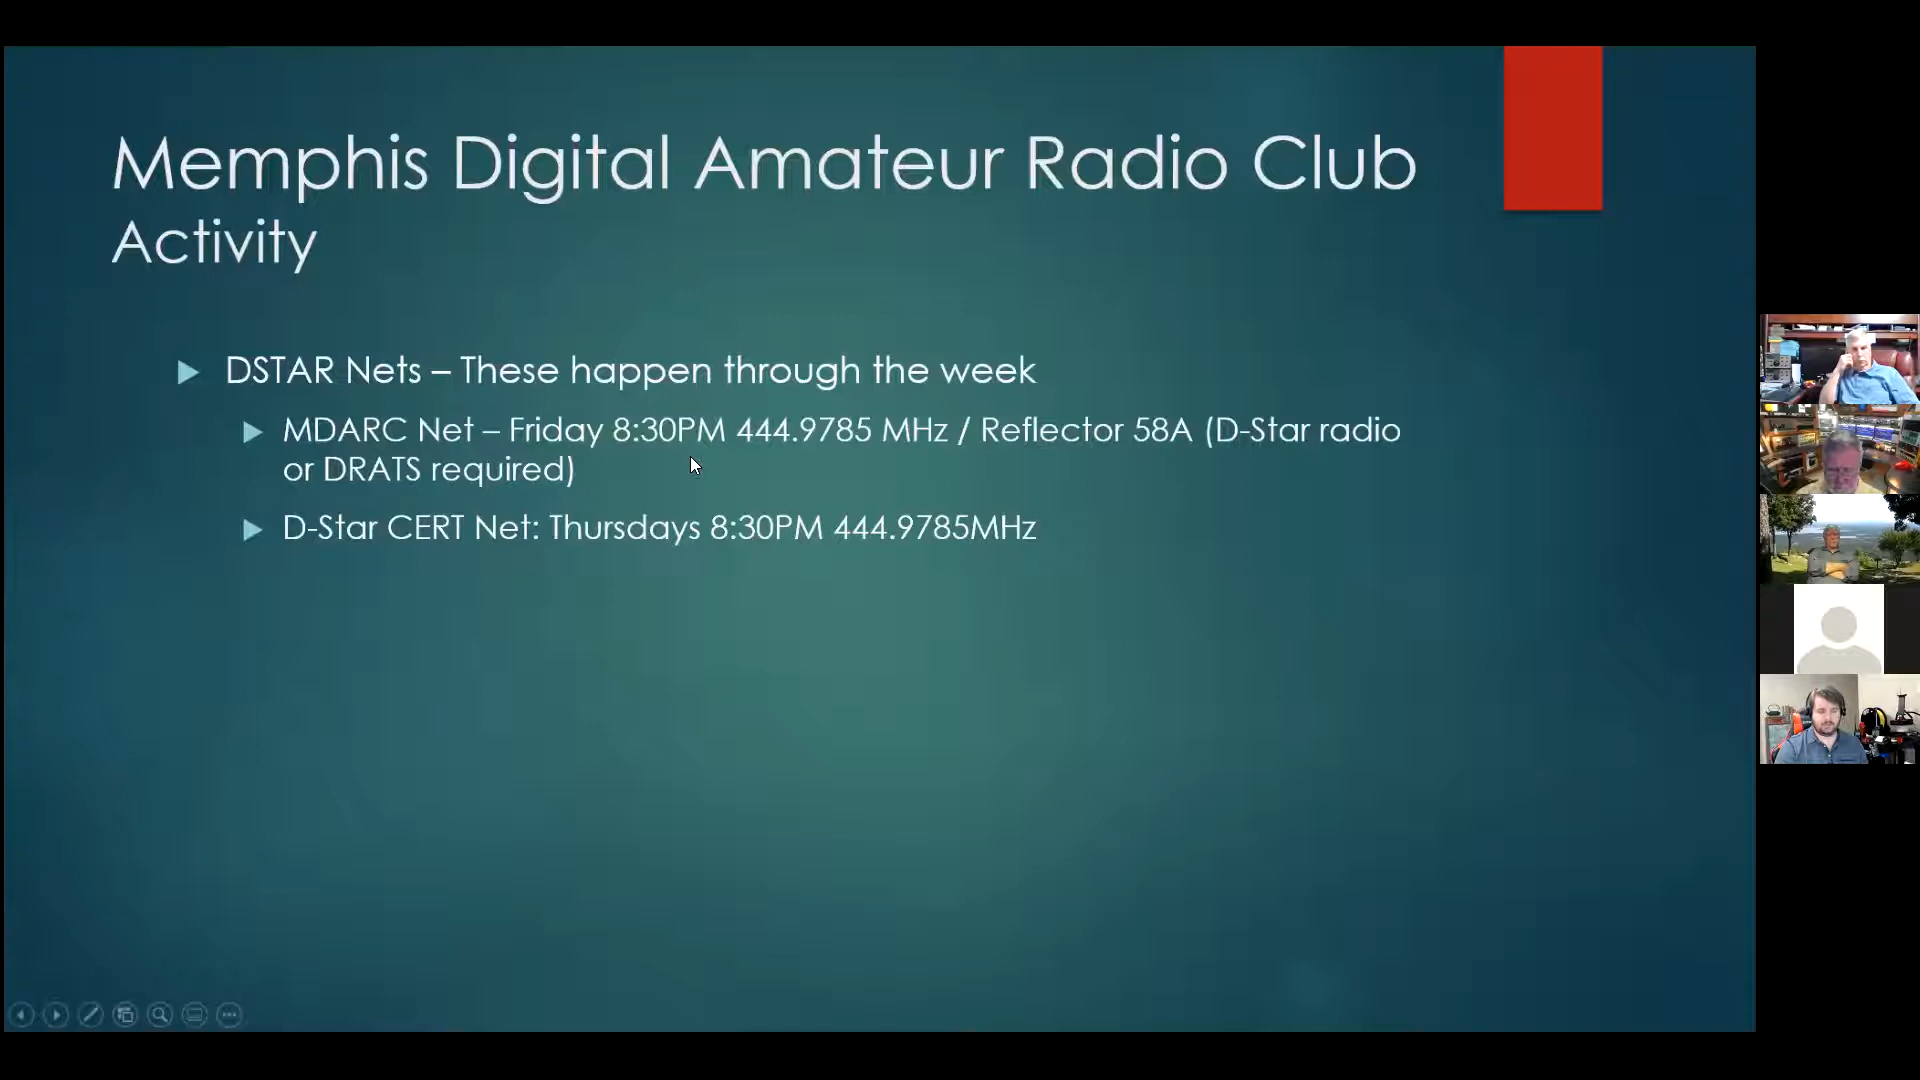 Memphis Digital Amateur Radio Club
Activity
DSTAR Nets – These happen through the week
MDARC Net – Friday 8:30PM 444.9785 MHz / Reflector 58A (D-Star radio
or DRATS required)
D-Star CERT Net: Thursdays 8:30PM 444.9785MHz